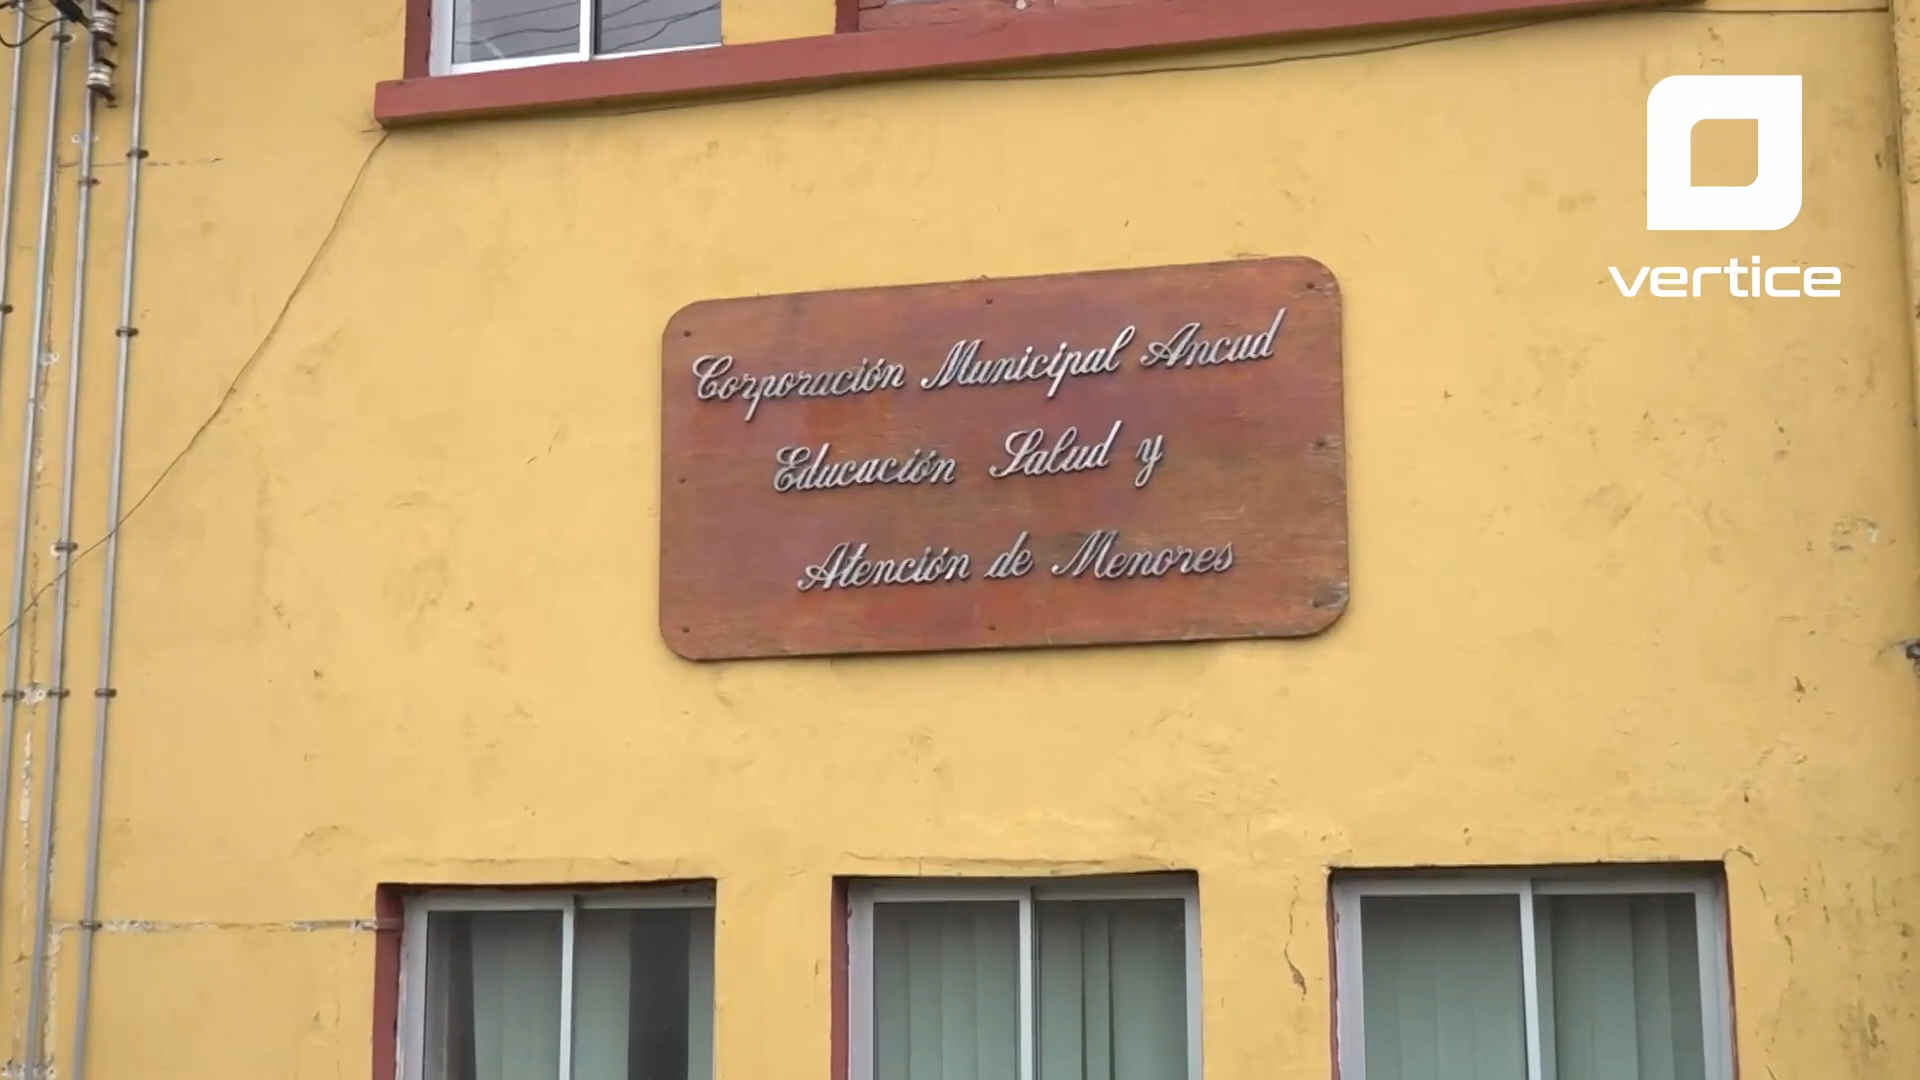 vertice
Corporación Municipal Ancud
Educación Salud y
Atención de Menores